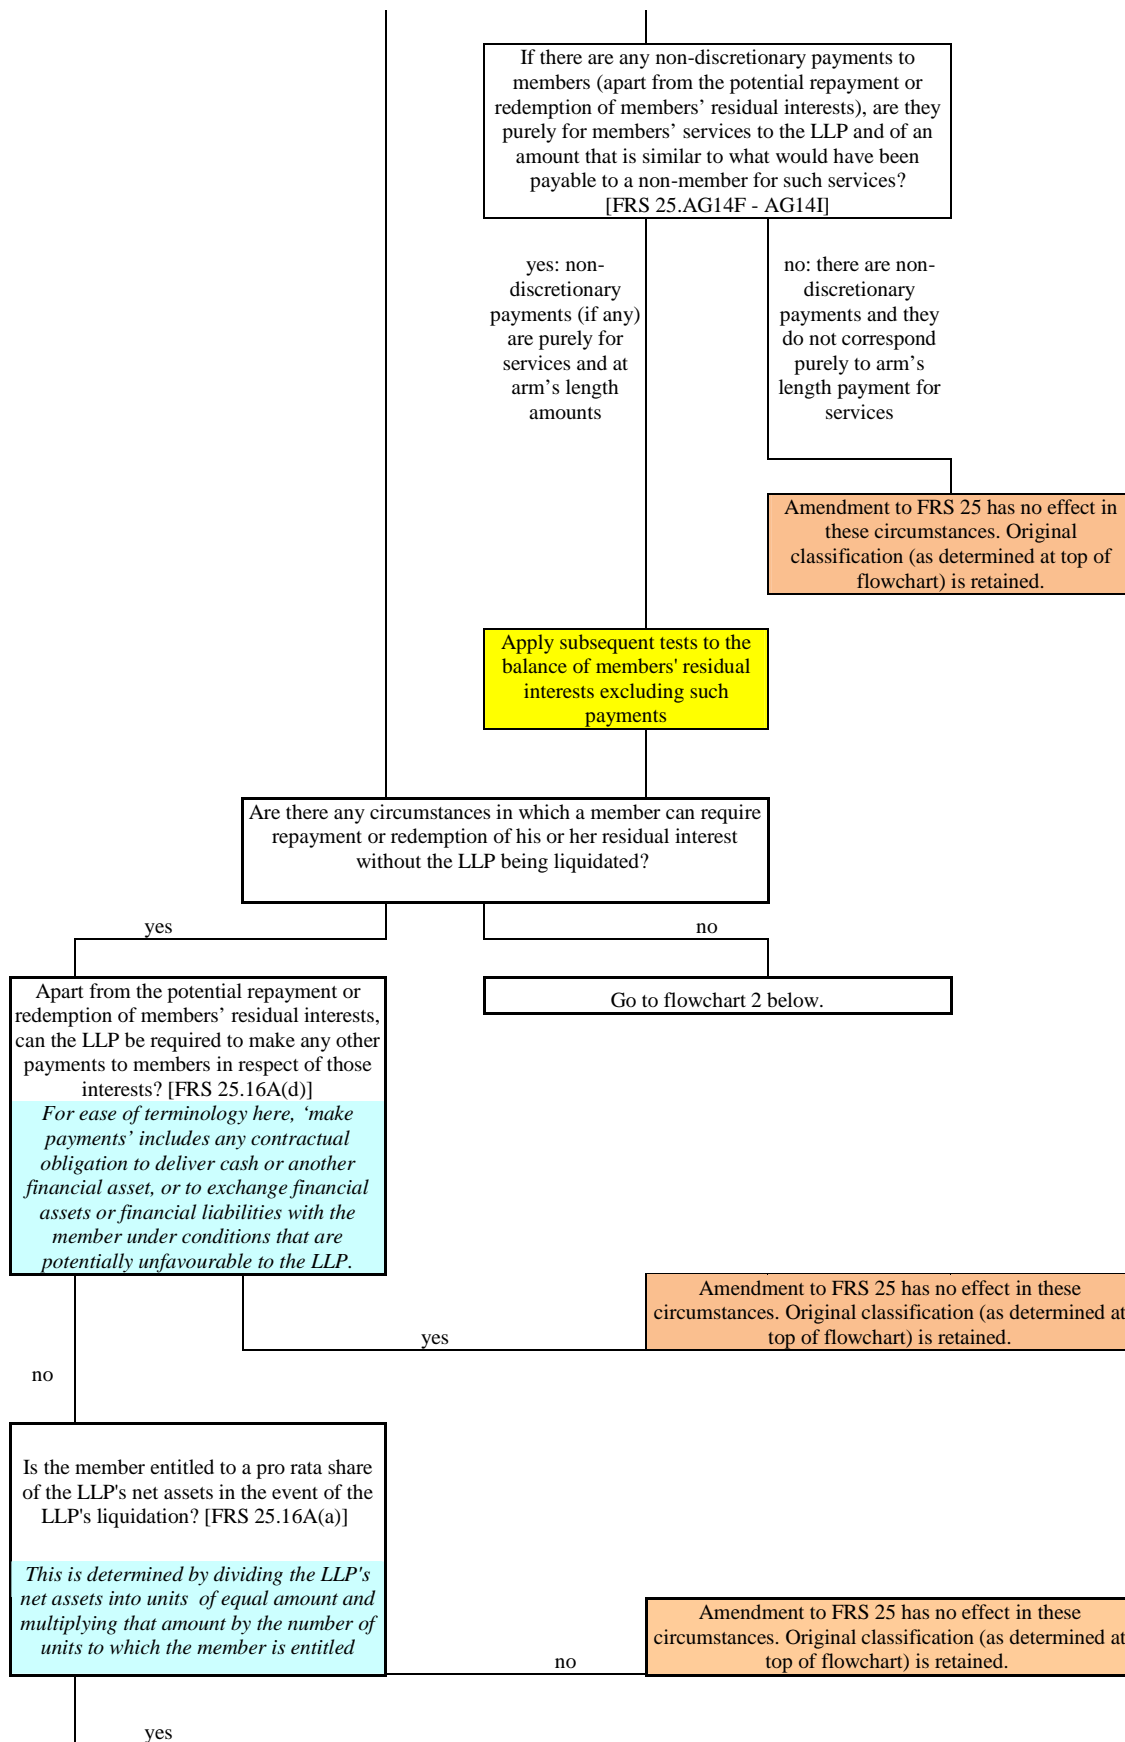 If there are any non-discretionary payments to
members (apart from the potential repayment or
redemption of members’ residual interests), are they
purely for members’ services to the LLP and of an
amount that is similar to what would have been
payable to a non-member for such services?
[FRS 25.AG14F - AG14I]
yes: non-
discretionary
payments (if any)
are purely for
services and at
arm’s length
amounts
no: there are non-
discretionary
payments and they
do not correspond
purely to arm’s
length payment for
services
Amendment to FRS 25 has no effect in
these circumstances. Original
classification (as determined at top of
flowchart) is retained.
Apply subsequent tests to the
balance of members' residual
interests excluding such
payments
Are there any circumstances in which a member can require
repayment or redemption of his or her residual interest
without the LLP being liquidated?
yes
no
Apart from the potential repayment or
redemption of members’ residual interests,
can the LLP be required to make any other
payments to members in respect of those
interests? [FRS 25.16A(d)]
For ease of terminology here, ‘make
payments’ includes any contractual
obligation to deliver cash or another
financial asset, or to exchange financial
assets or financial liabilities with the
member under conditions that are
potentially unfavourable to the LLP.
Go to flowchart 2 below.
Amendment to FRS 25 has no effect in these
circumstances. Original classification (as determined at
top of flowchart) is retained.
yes
no
Is the member entitled to a pro rata share
of the LLP's net assets in the event of the
LLP's liquidation? [FRS 25.16A(a)]
This is determined by dividing the LLP's
net assets into units of equal amount and
multiplying that amount by the number of
units to which the member is entitled
Amendment to FRS 25 has no effect in these
circumstances. Original classification (as determined at
top of flowchart) is retained.
no
yes